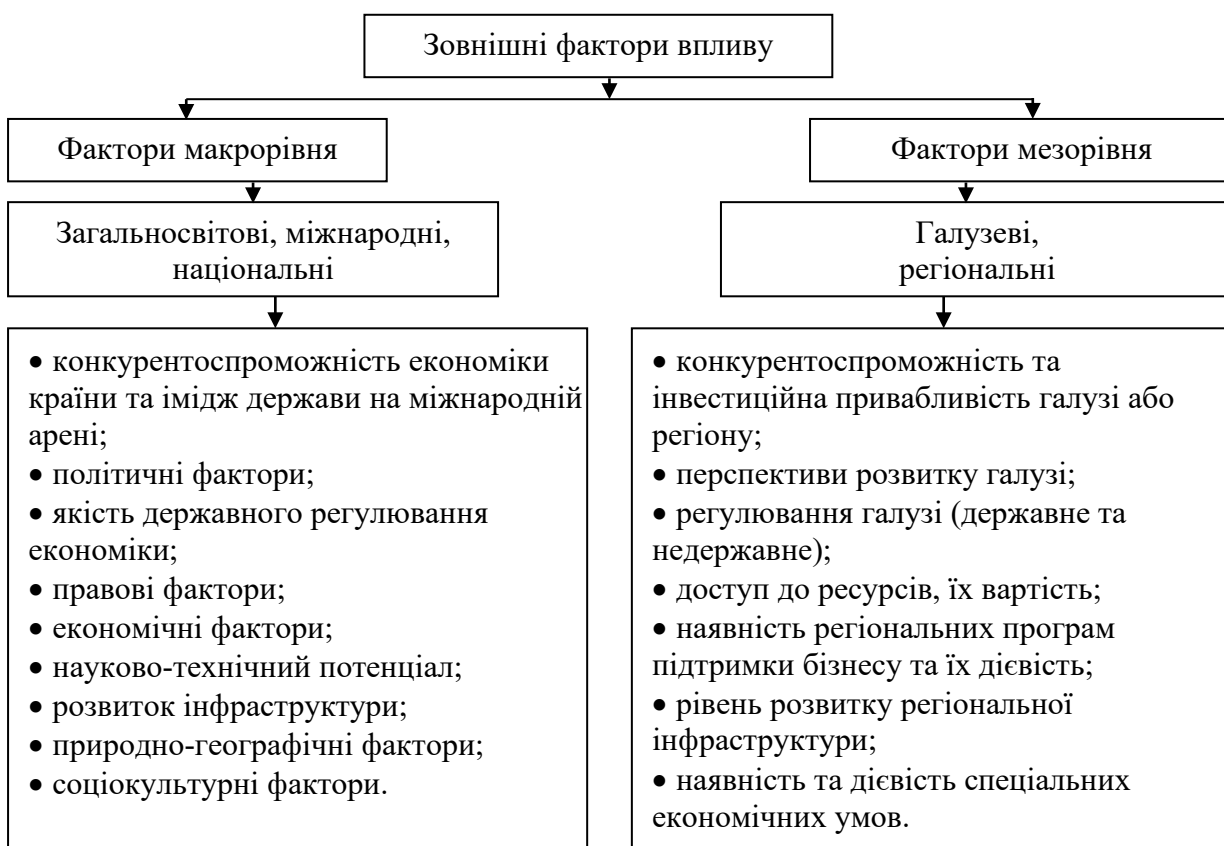 Зовнішні фактори впливу
Фактори макрорівня
Фактори мезорівня
Загальносвітові, міжнародні,
національні
Галузеві,
регіональні
• конкурентоспроможність економіки
країни та імідж держави на міжнародній
арені;
• політичні фактори;
• якість державного регулювання
економіки;
• правові фактори;
• економічні фактори;
• науково-технічний потенціал;
• розвиток інфраструктури;
• природно-географічні фактори;
• соціокультурні фактори.
• конкурентоспроможність та
інвестиційна привабливість галузі або
регіону;
• перспективи розвитку галузі;
• регулювання галузі (державне та
недержавне);
• доступ до ресурсів, їх вартість;
• наявність регіональних програм
підтримки бізнесу та їх дієвість;
• рівень розвитку регіональної
інфраструктури;
• наявність та дієвість спеціальних
економічних умов.